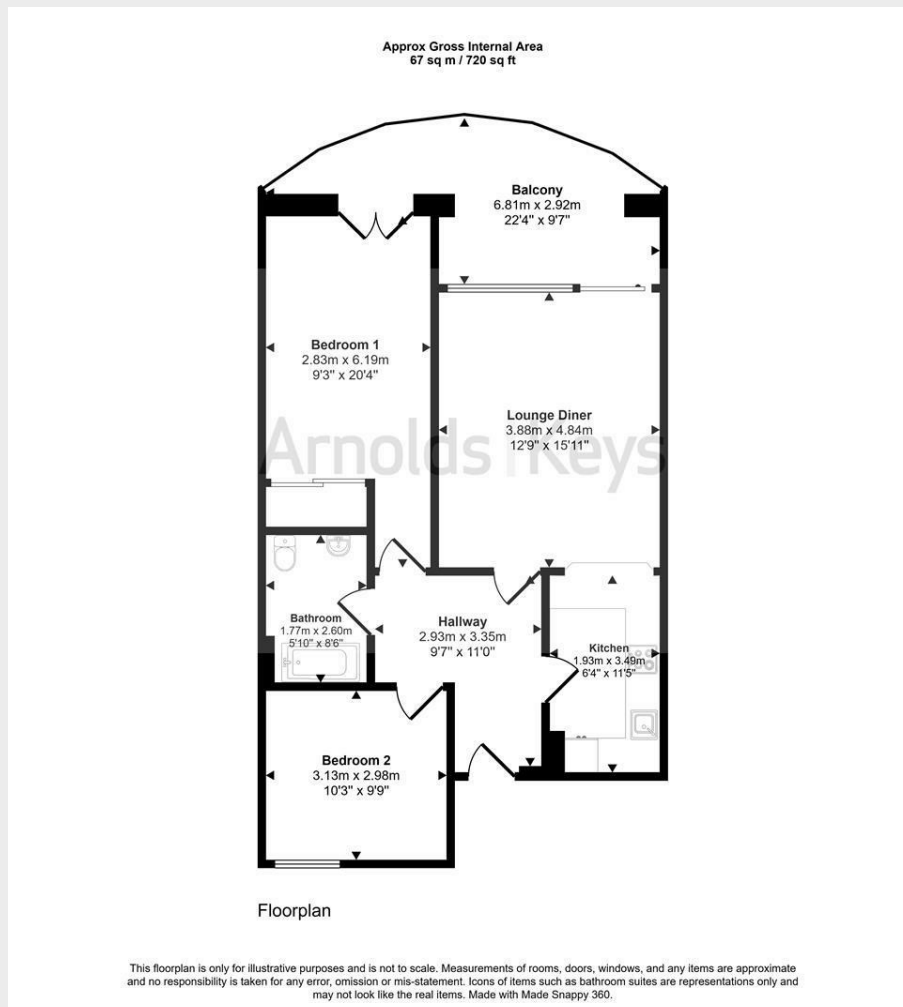 Approx Gross Internal Area
67 sq m / 720 sq ft
Balcony
6.81m x 2.92m
22'4" x 9'7"
Bedroom 1
2.83m x 6.19m
9'3" x 20'4"
Lounge Diner
3.88m x 4.84m
12'9" x 15'11"
Arnolds | Keys
Bathroom
1.77m x 2.60m
5'10" x 8'6"
Hallway
2.93m x 3.35m
9'7" x 11'0"
Kitchen
1.93m x 3.49m
6'4" x 11'5"
Bedroom 2
3.13m x 2.98m
10'3" x 9'9"
Floorplan
This floorplan is only for illustrative purposes and is not to scale. Measurements of rooms, doors, windows, and any items are approximate
and no responsibility is taken for any error, omission or mis-statement. Icons of items such as bathroom suites are representations only and
may not look like the real items. Made with Made Snappy 360.